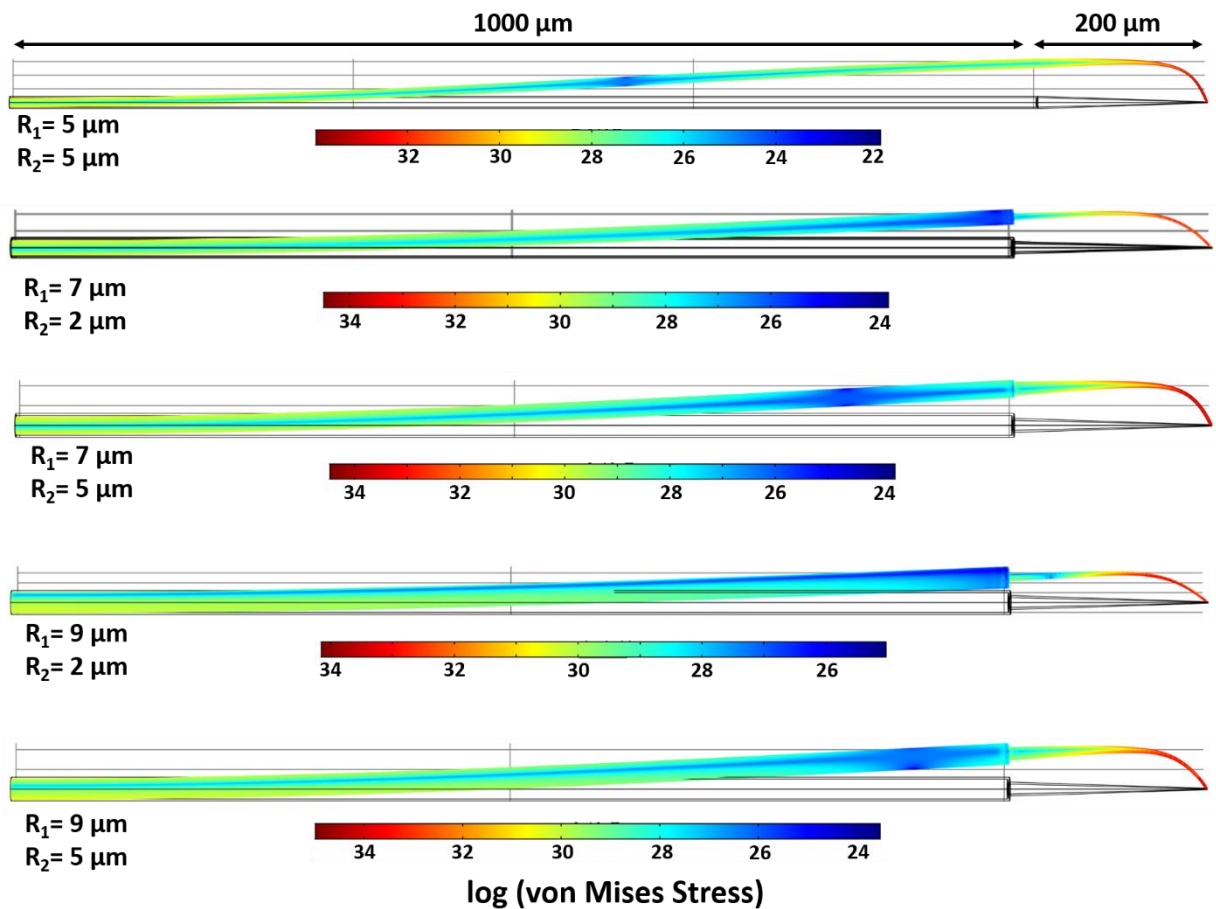 1000 µm 200 µm
R1= 5 µm
R2= 5 µm
32 30 28 26 24 22
R1= 7 µm
R2= 2 µm
34 32 30 28 26 24
R1= 7 µm
R2= 5 µm
34 32 30 28 26 24
R1= 9 µm
R2= 2 µm
34 32 30 28 26
R1= 9 µm
R2= 5 µm
34 32 30 28 26 24
log (von Mises Stress)